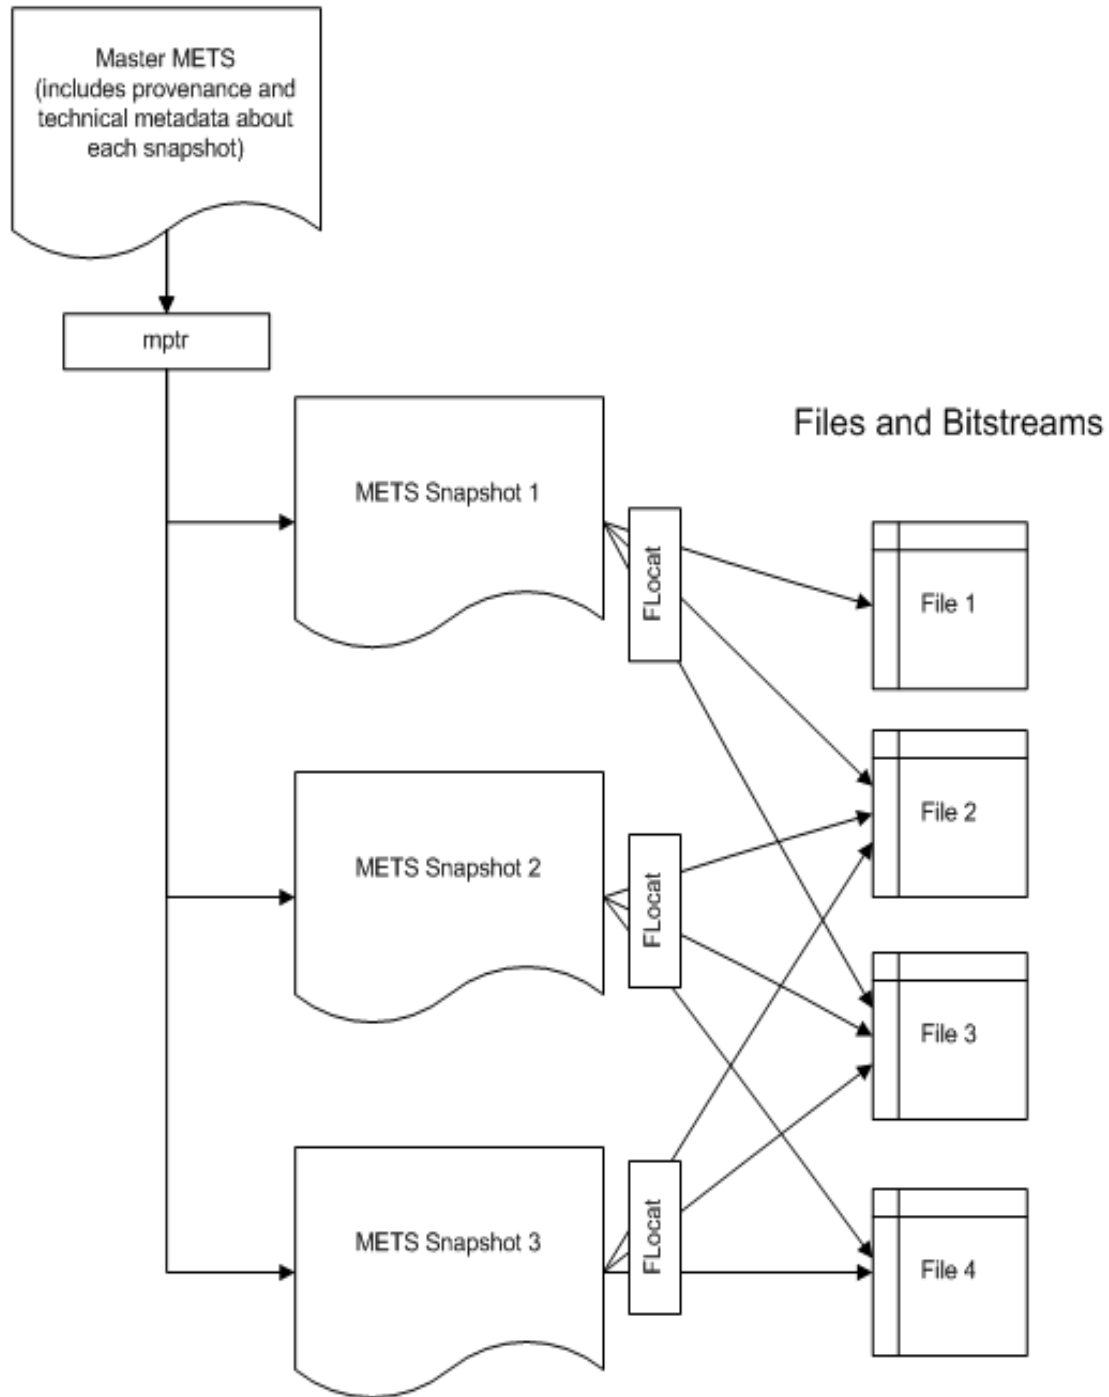 Master METS
(includes provenance and
technical metadata about
each snapshot)
mptr
Files and Bitstreams
METS Snapshot 1
FLocat
File 1
File 2
METS Snapshot 2
FLocat
File 3
METS Snapshot 3
FLocat
File 4